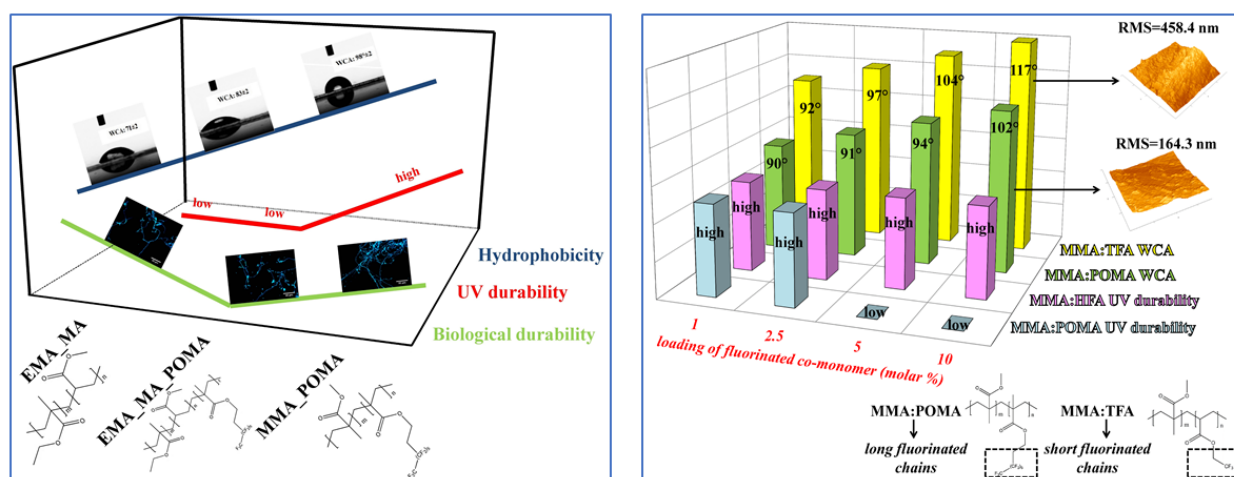 WCA: 98°±2
WCA: 83±2
WCA: 78±2
high
low
low
Hydrophobicity
UV durability
Biological durability
EMA_MA
EMA_MA_POMA
MMA_POMA
RMS=458.4 nm
RMS=164.3 nm
92°
97°
104°
117°
90°
91°
94°
102°
high
high
high
high
high
high
low
low
MMA:TFA WCA
MMA:POMA WCA
MMA:HFA UV durability
MMA:POMA UV durability
1
2.5
5
10
loading of fluorinated co-monomer (molar %)
MMA:POMA
long fluorinated
chains
MMA:TFA
short fluorinated
chains